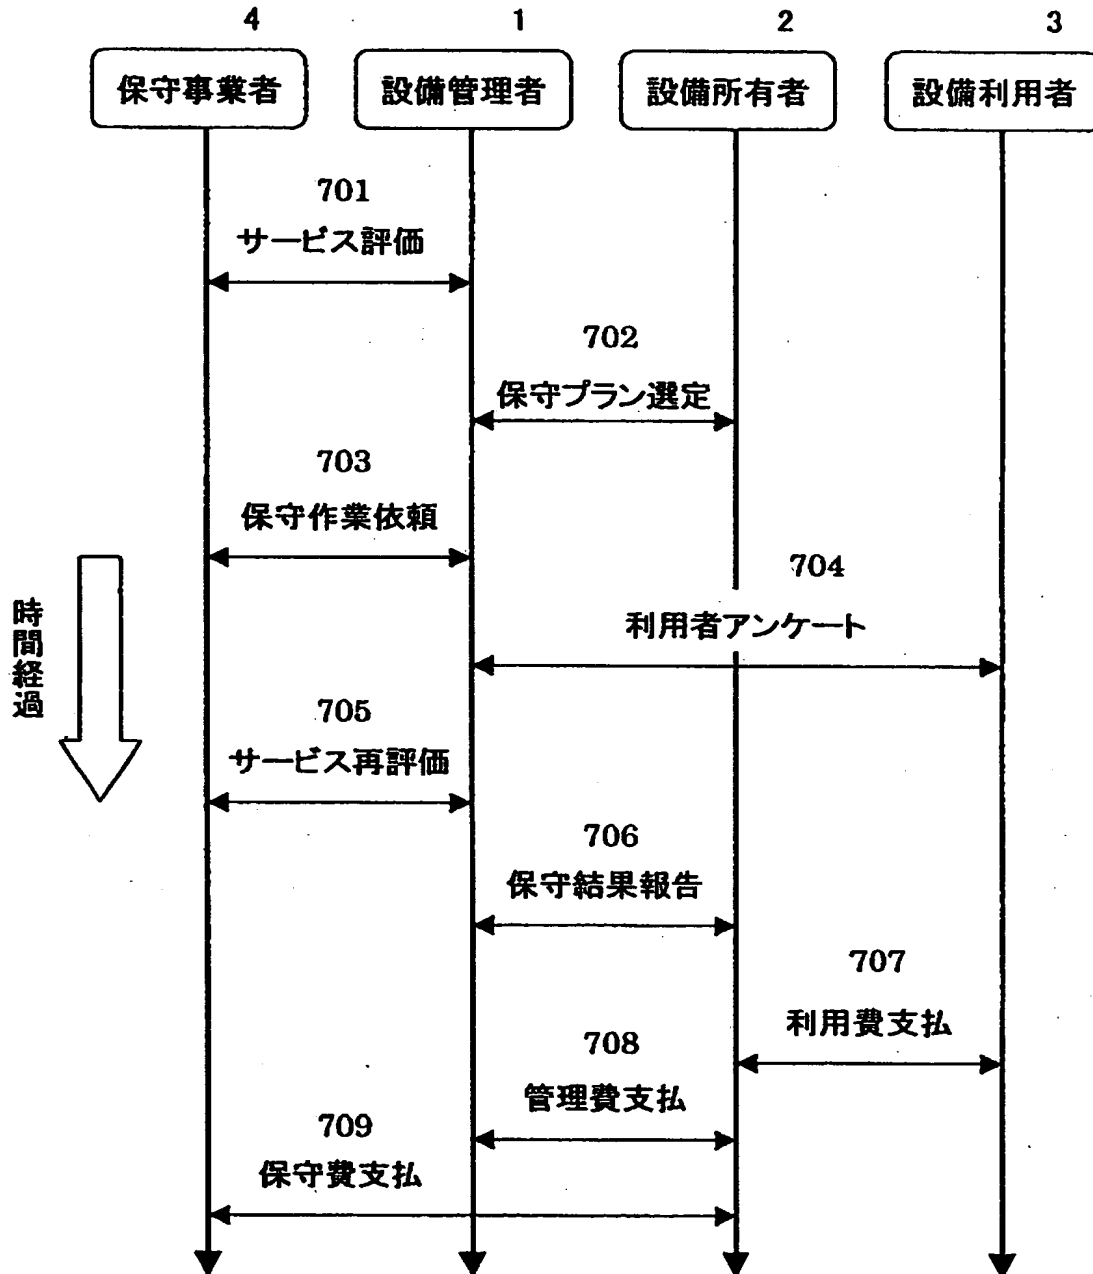 4
1
2
3
保守事業者
設備管理者
設備所有者
設備利用者
701
サービス評価
702
保守プラン選定
703
保守作業依頼
704
利用者アンケート
時間経過
705
サービス再評価
706
保守結果報告
707
利用費支払
708
管理費支払
709
保守費支払